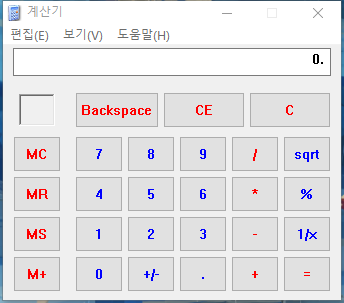 계산기
편집(E) 보기(V) 도움말(H)
0.
Backspace CE C
MC 7 8 9 / sqrt
MR 4 5 6 * %
MS 1 2 3 - 1/x
M+ 0 +/- . + =